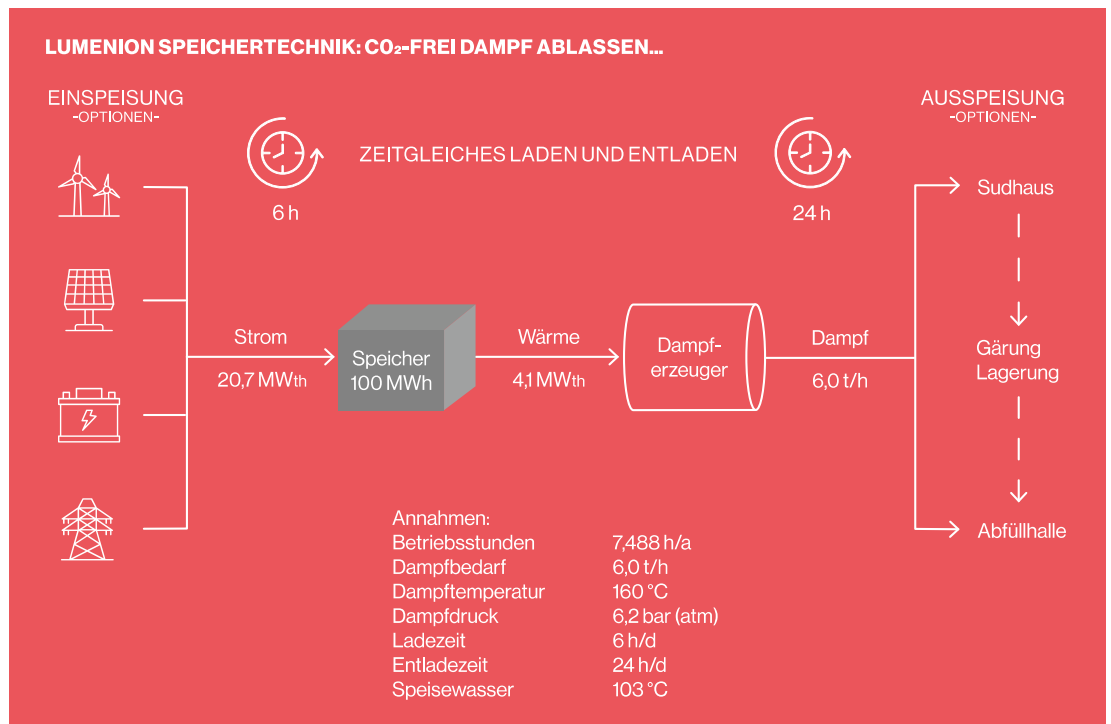 LUMENION SPEICHERTECHNIK: CO₂-FREI DAMPF ABLASSEN...
EINSPEISUNG
-OPTIONEN-
AUSSPEISUNG
-OPTIONEN-
ZEITGLEICHES LADEN UND ENTLADEN
6 h
24 h
Strom
20,7 MWth
Speicher
100 MWh
Wärme
4,1 MWth
Dampf-
erzeuger
Dampf
6,0 t/h
Sudhaus
Gärung
Lagerung
Abfüllhalle
Annahmen:
Betriebsstunden 7,488 h/a
Dampfbedarf 6,0 t/h
Dampftemperatur 160 °C
Dampfdruck 6,2 bar (atm)
Ladezeit 6 h/d
Entladezeit 24 h/d
Speisewasser 103 °C